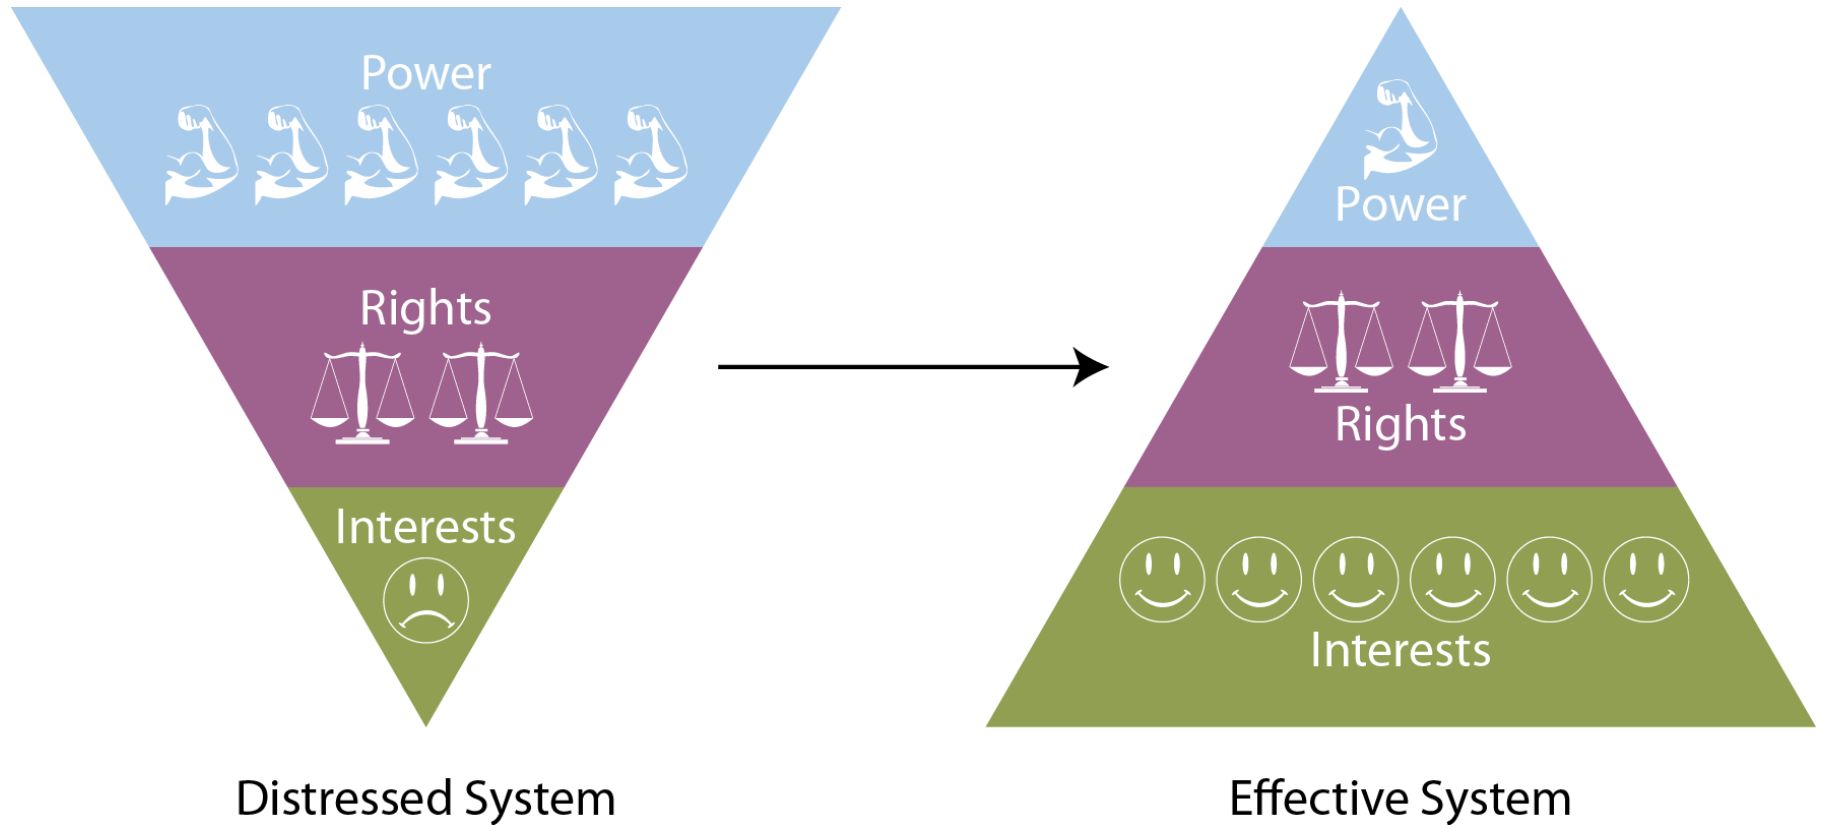 Power
Rights
Interests
Distressed System
Power
Rights
Interests
Effective System